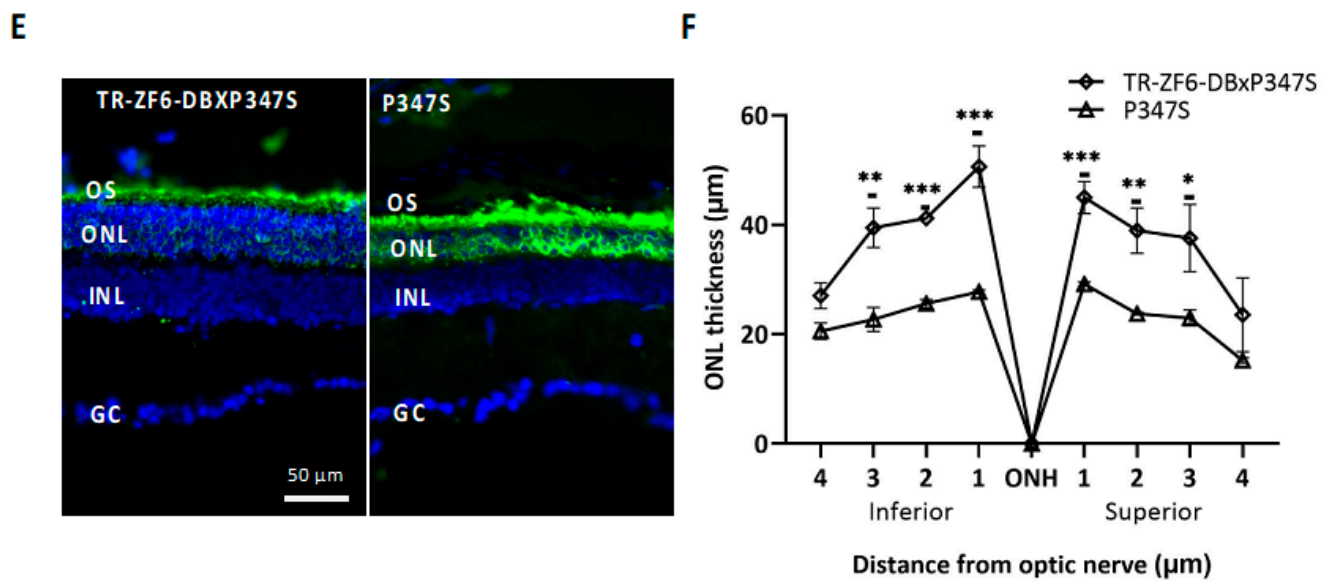 E
TR-ZF6-DBXP347S
OS
ONL
INL
GC
50 μm
P347S
OS
ONL
INL
GC
F
TR-ZF6-DBxP347S
P347S
ONL thickness (μm)
60
40
20
0
**
***
***
***
**
*
4 3 2 1 ONH 1 2 3 4
Inferior Superior
Distance from optic nerve (μm)